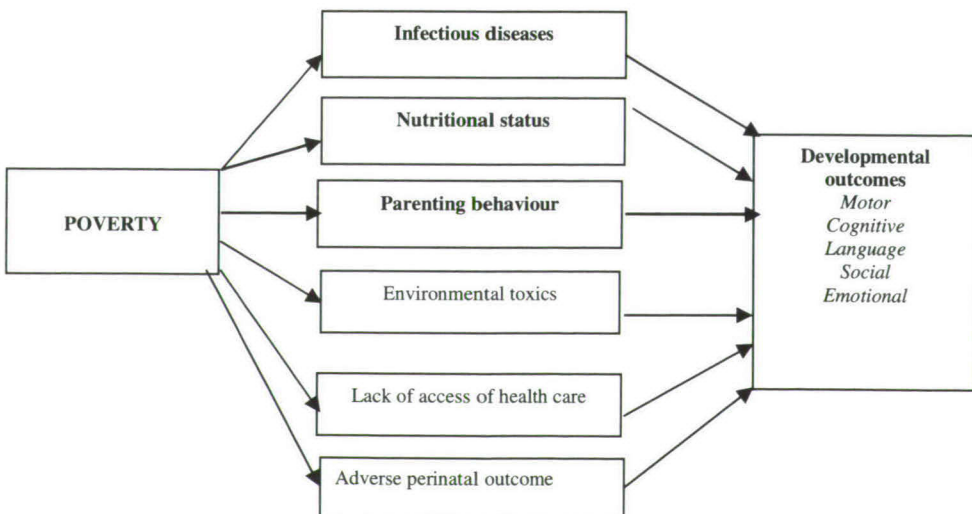 Infectious diseases
Nutritional status
POVERTY
Parenting behaviour
Environmental toxics
Lack of access of health care
Adverse perinatal outcome
Developmental
outcomes
Motor
Cognitive
Language
Social
Emotional